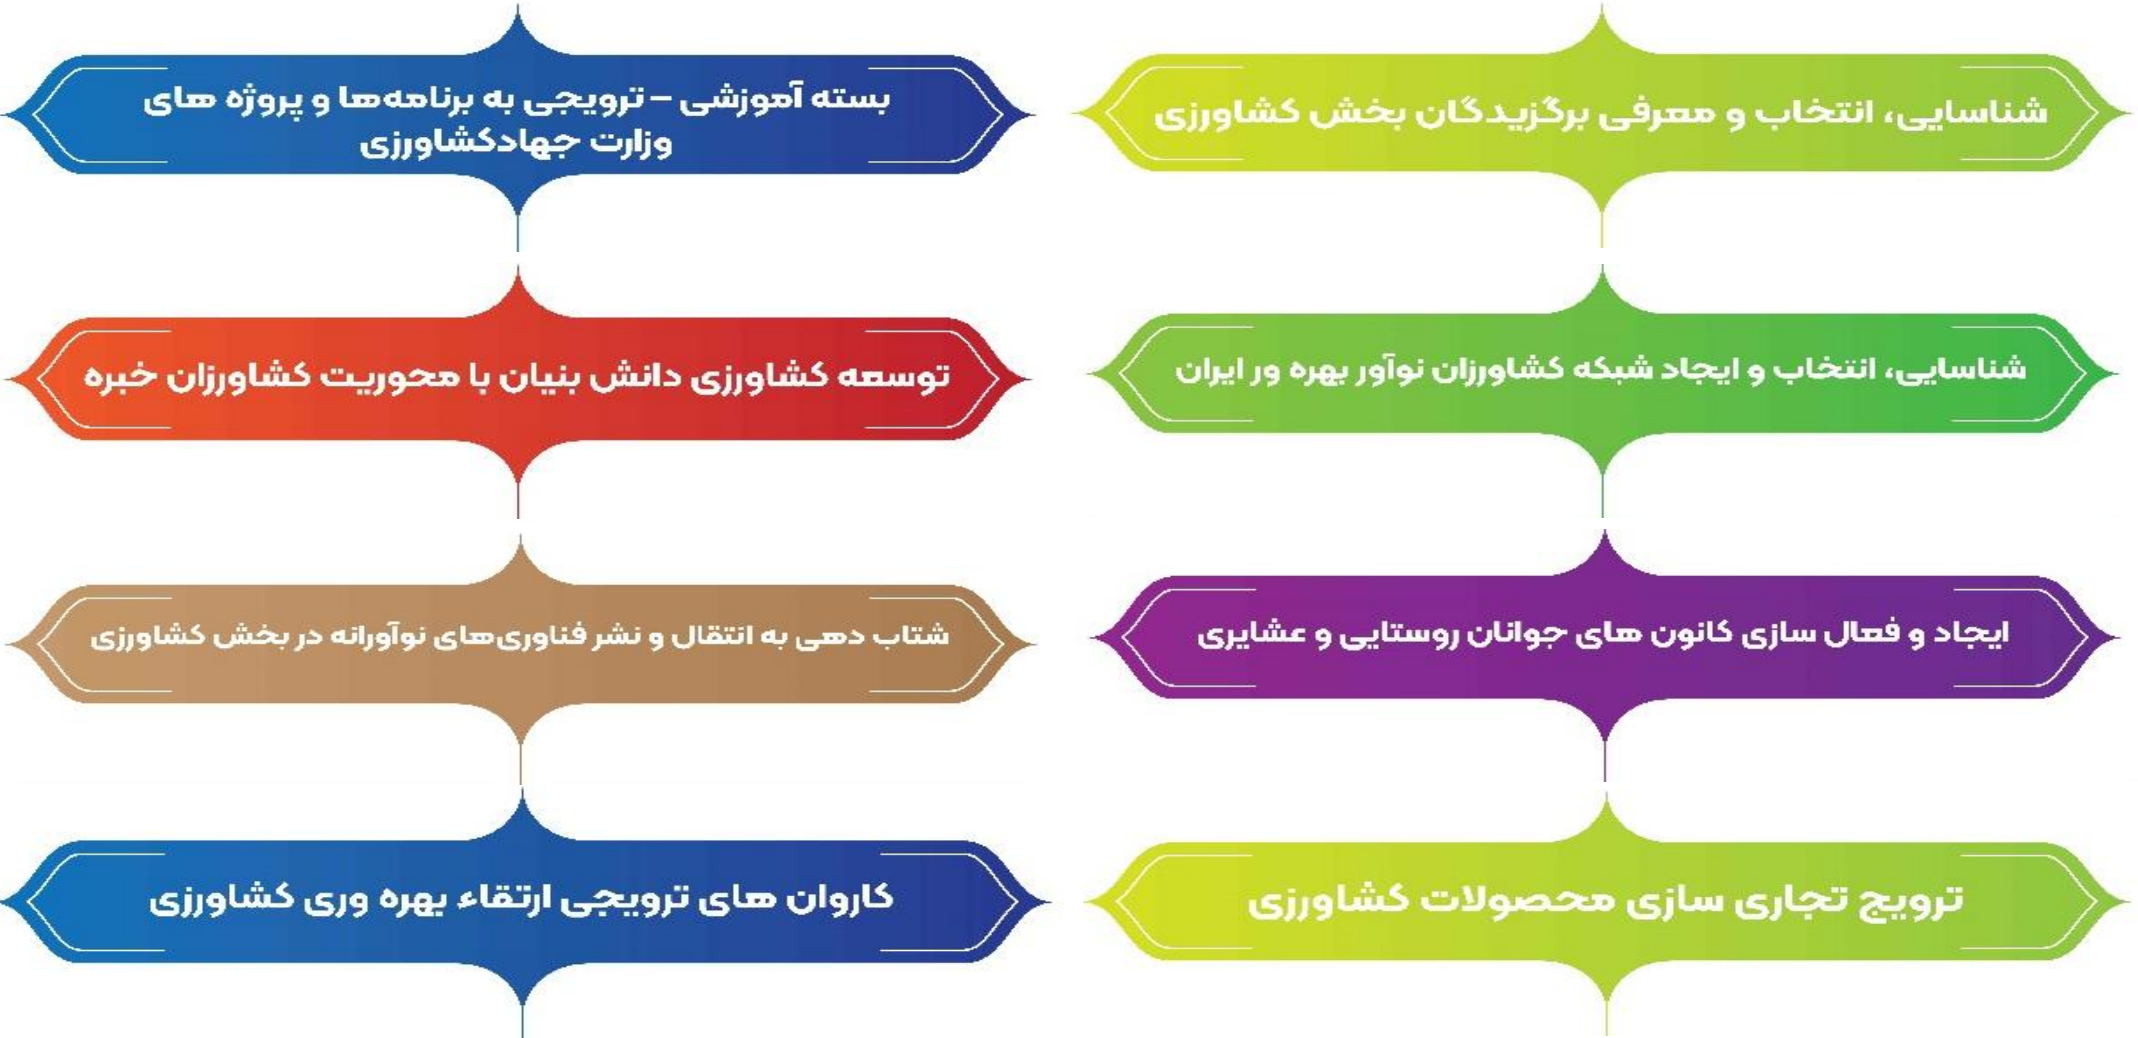 شناسایی، انتخاب و معرفی برگزیدگان بخش کشاورزی
شناسایی، انتخاب و ایجاد شبکه کشاورزان نوآور بهره ور ایران
ایجاد و فعال سازی کانون های جوانان روستایی و عشایری
ترویج تجاری سازی محصولات کشاورزی
بسته آموزشی – ترویجی به برنامه‌ها و پروژه های
وزارت جهادکشاورزی
توسعه کشاورزی دانش بنیان با محوریت کشاورزان خبره
شتاب دهی به انتقال و نشر فناوری‌های نوآورانه در بخش کشاورزی
کاروان های ترویجی ارتقاء بهره وری کشاورزی